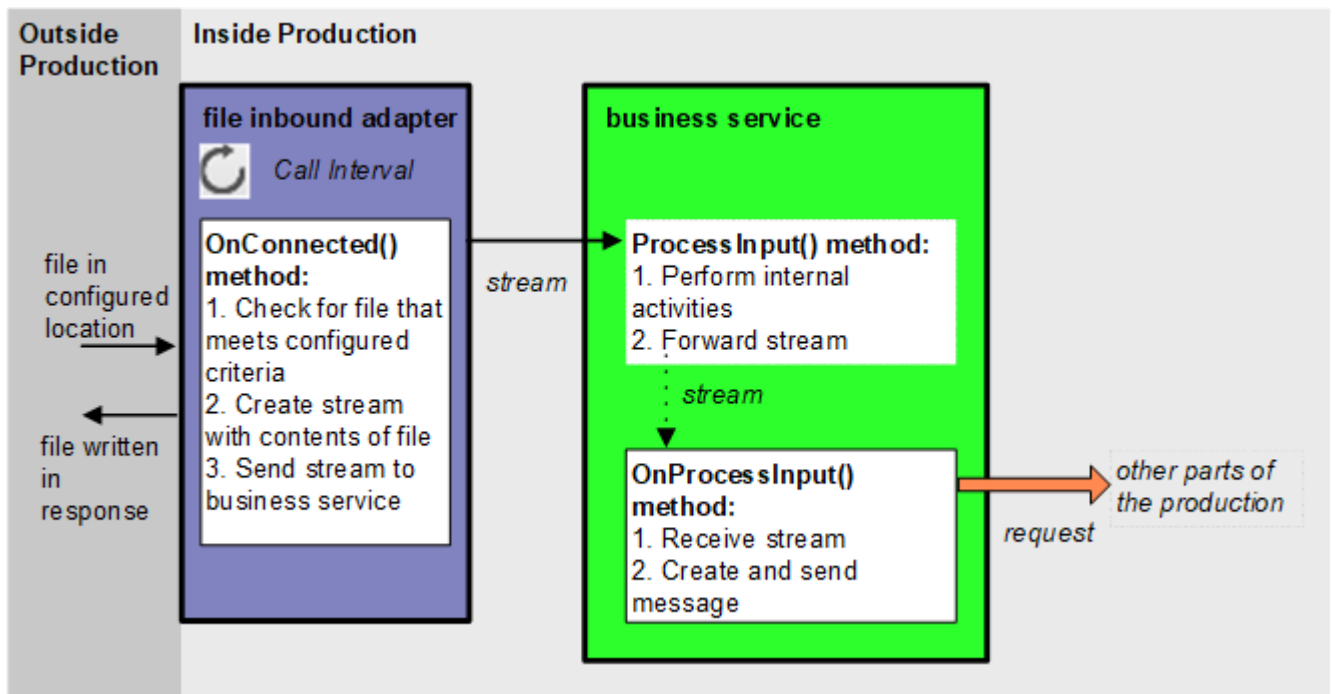 Outside
Production
Inside Production
file inbound adapter
Call Interval
OnConnected()
method:
1. Check for file that
meets configured
criteria
2. Create stream
with contents of file
3. Send stream to
business service
file in
configured
location
file written
in
response
stream
business service
ProcessInput() method:
1. Perform internal
activities
2. Forward stream
stream
OnProcessInput()
method:
1. Receive stream
2. Create and send
message
request
other parts of
the production